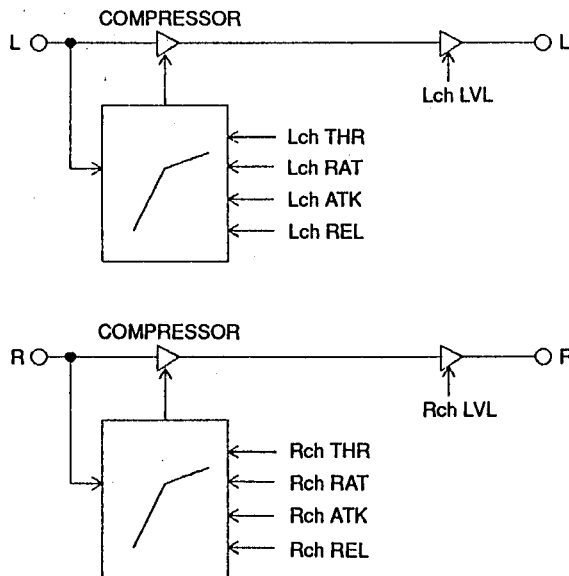 COMPRESSOR
L L
Lch LVL
Lch THR
Lch RAT
Lch ATK
Lch REL
COMPRESSOR
R R
Rch LVL
Rch THR
Rch RAT
Rch ATK
Rch REL